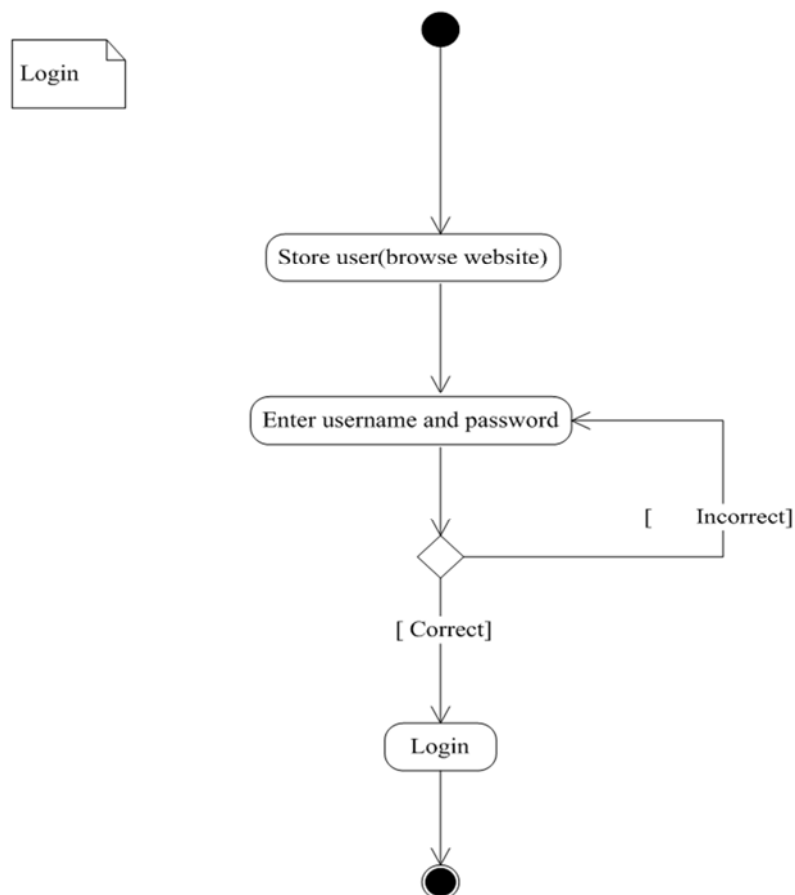 Login
Store user(browse website)
Enter username and password
[ Incorrect]
[ Correct]
Login